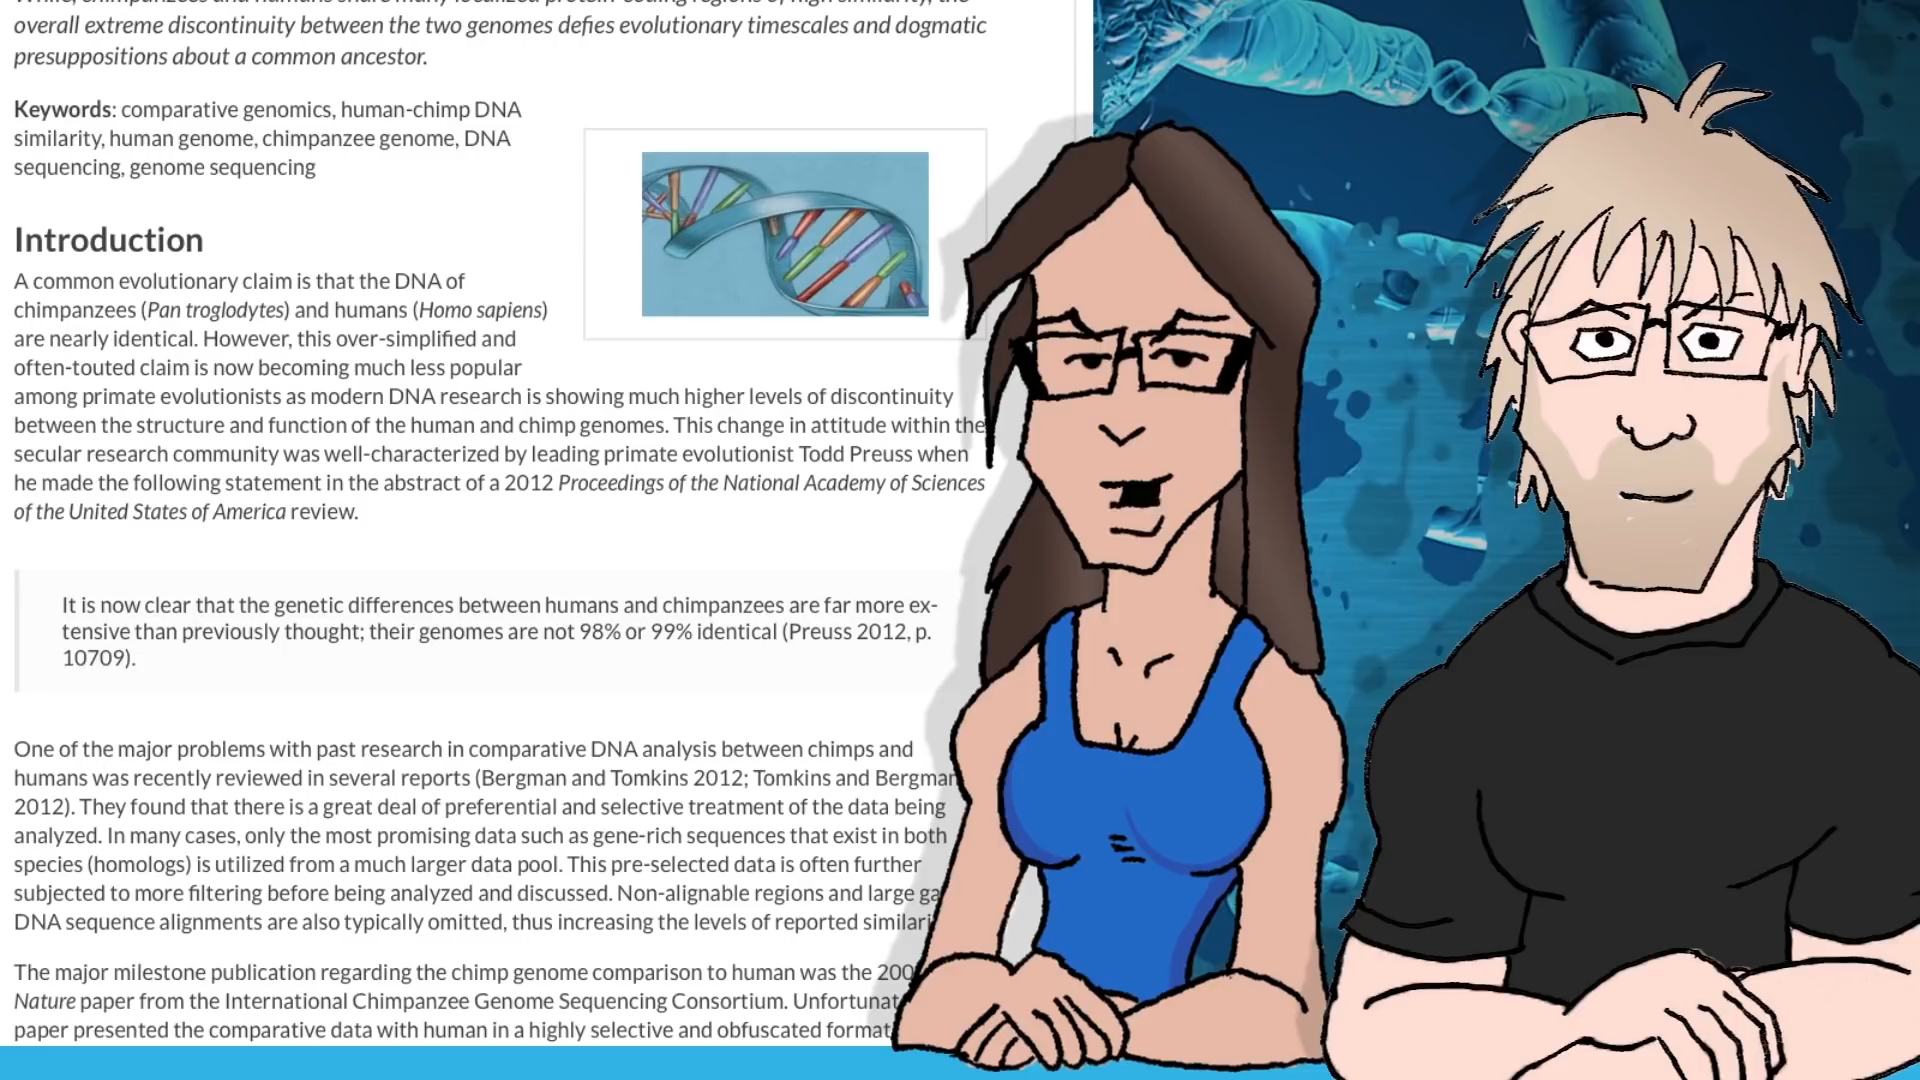 overall extreme discontinuity between the two genomes defies evolutionary timescales and dogmatic
presuppositions about a common ancestor.
Keywords: comparative genomics, human-chimp DNA
similarity, human genome, chimpanzee genome, DNA
sequencing, genome sequencing
Introduction
A common evolutionary claim is that the DNA of
chimpanzees (Pan troglodytes) and humans (Homo sapiens)
are nearly identical. However, this over-simplified and
often-touted claim is now becoming much less popular
among primate evolutionists as modern DNA research is showing much higher levels of discontinuity
between the structure and function of the human and chimp genomes. This change in attitude within the
secular research community was well-characterized by leading primate evolutionist Todd Preuss when
he made the following statement in the abstract of a 2012 Proceedings of the National Academy of Sciences
of the United States of America review.
It is now clear that the genetic differences between humans and chimpanzees are far more ex-
tensive than previously thought; their genomes are not 98% or 99% identical (Preuss 2012, p.
10709).
One of the major problems with past research in comparative DNA analysis between chimps and
humans was recently reviewed in several reports (Bergman and Tomkins 2012; Tomkins and Bergman
2012). They found that there is a great deal of preferential and selective treatment of the data being
analyzed. In many cases, only the most promising data such as gene-rich sequences that exist in both
species (homologs) is utilized from a much larger data pool. This pre-selected data is often further
subjected to more filtering before being analyzed and discussed. Non-alignable regions and large
DNA sequence alignments are also typically omitted, thus increasing the levels of reported
The major milestone publication regarding the chimp genome comparison to human was the
Nature paper from the International Chimpanzee Genome Sequencing Consortium.
paper presented the comparative data with human in a highly selective and obfuscated format